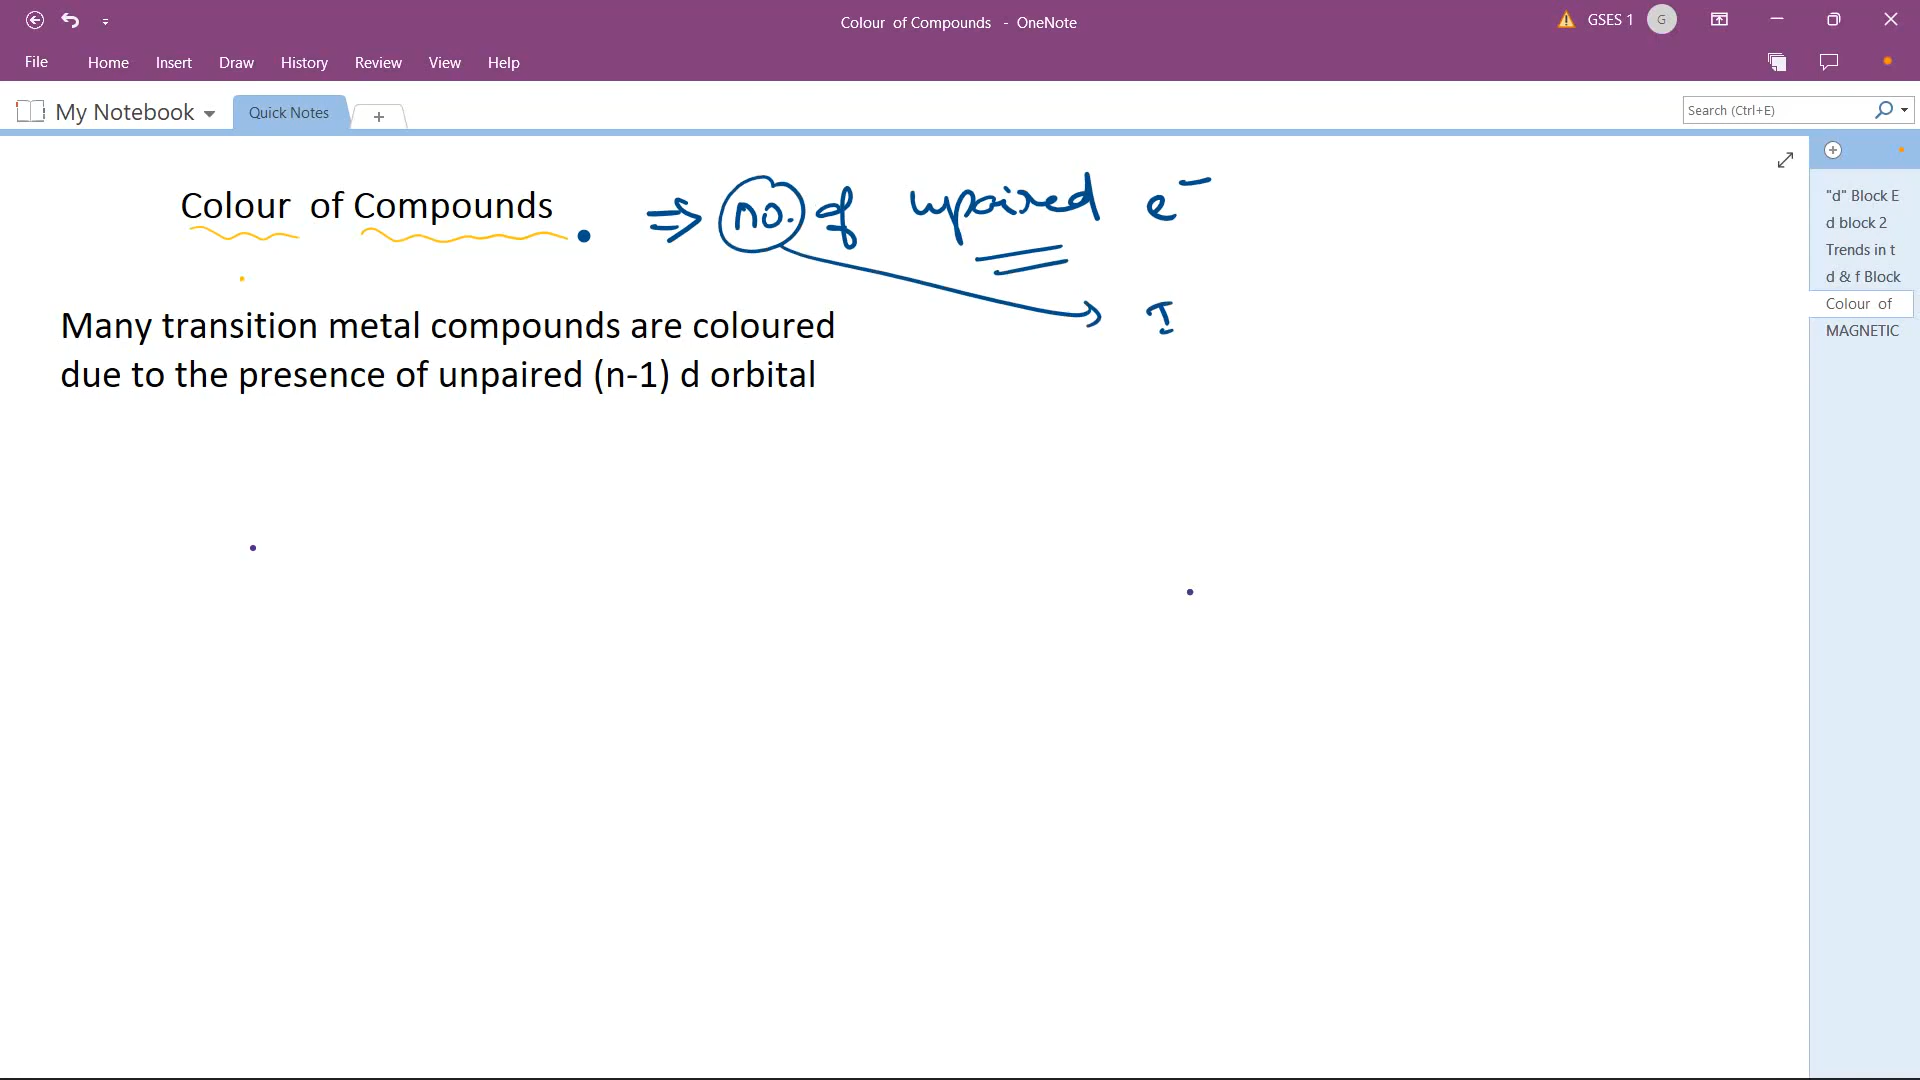 Colour of Compounds - OneNote
GSES 1
G
File Home Insert Draw History Review View Help
My Notebook
Quick Notes
+
Search (Ctrl+E)
Colour of Compounds ⇒ no. of upaired e⁻
I
Many transition metal compounds are coloured
due to the presence of unpaired (n-1) d orbital
"d" Block E
d block 2
Trends in t
d & f Block
Colour of
MAGNETIC